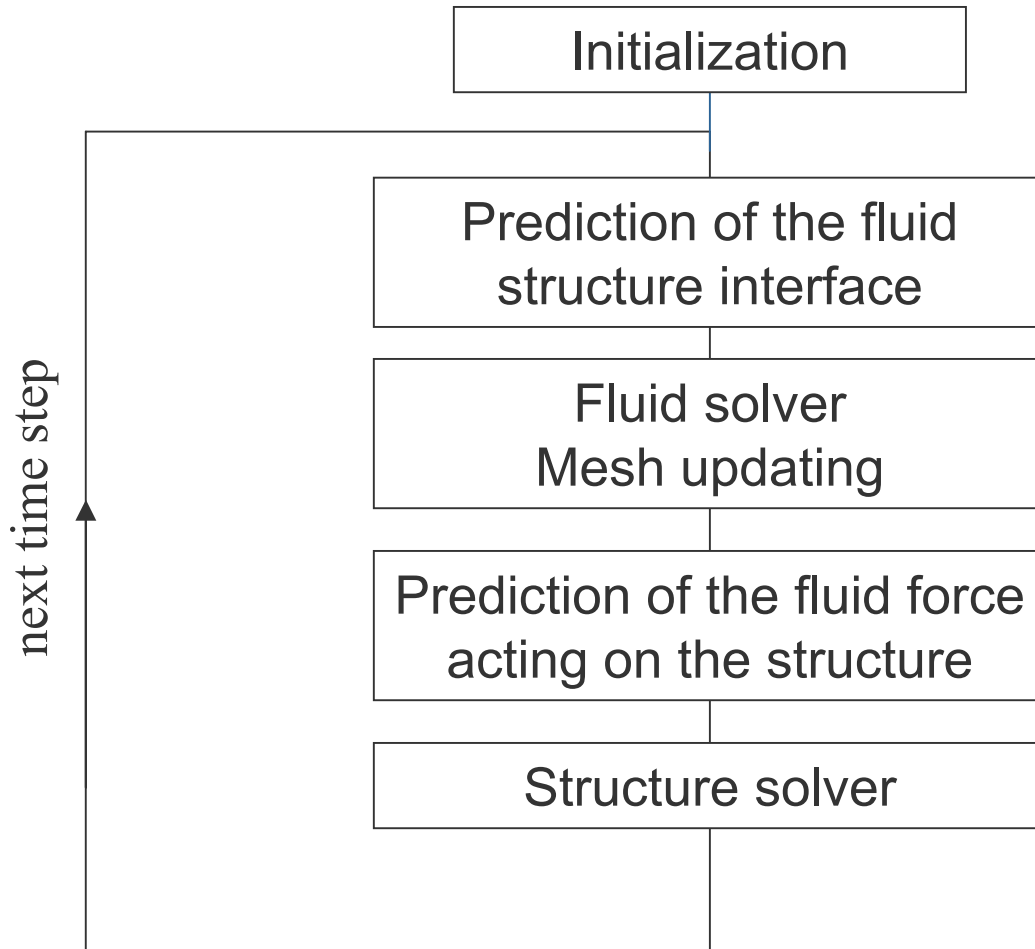 Initialization
Prediction of the fluid
structure interface
Fluid solver
Mesh updating
next time step
Prediction of the fluid force
acting on the structure
Structure solver